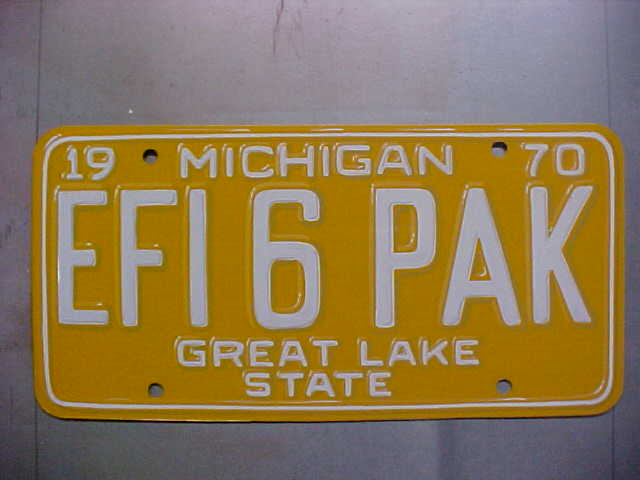 19 MICHIGAN 70
EFI 6 PAK
GREAT LAKE
STATE